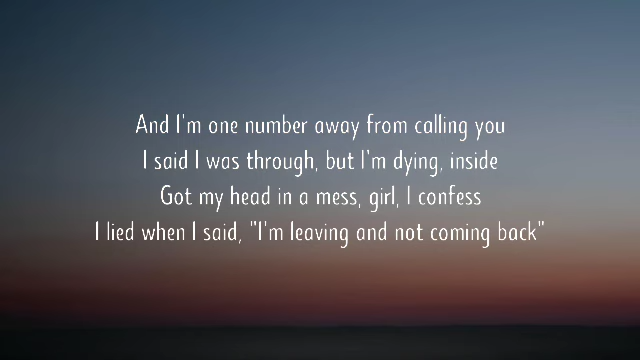 And I'm one number away from calling you
I said I was through, but I'm dying, inside
Got my head in a mess, girl, I confess
I lied when I said, "I'm leaving and not coming back"